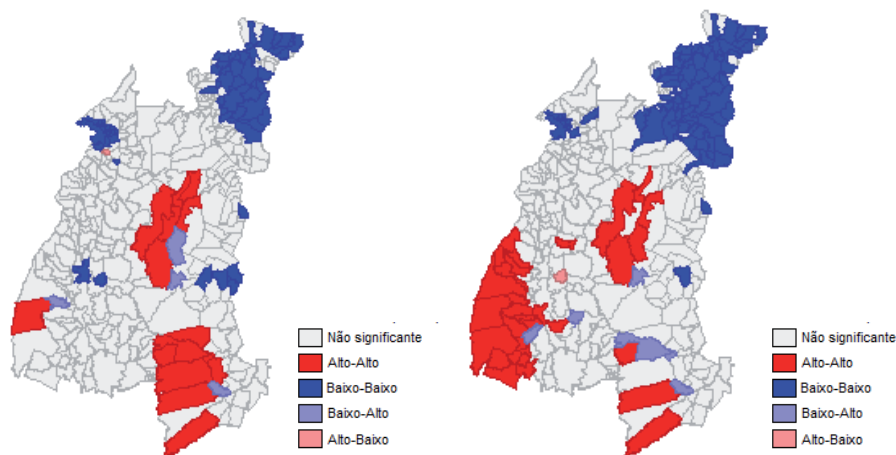 Não significante
Alto-Alto
Baixo-Baixo
Baixo-Alto
Alto-Baixo
Não significante
Alto-Alto
Baixo-Baixo
Baixo-Alto
Alto-Baixo